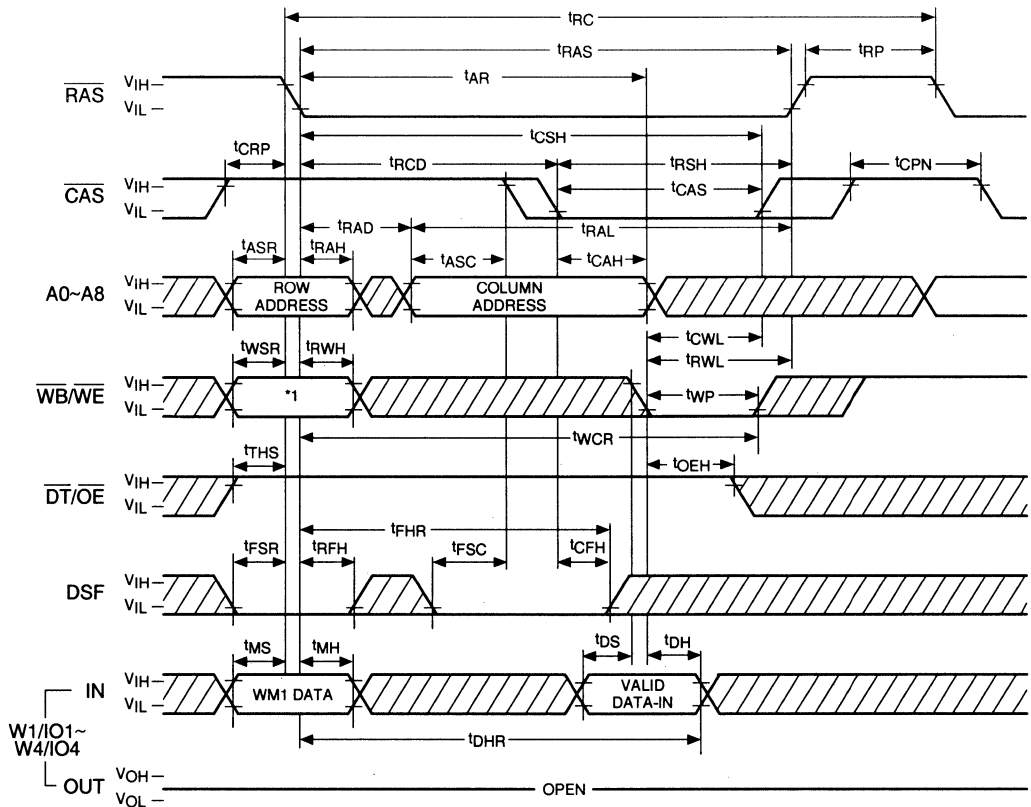 tRC
tRAS
tRP
tAR
RAS
VIH
VIL
tCSH
tCRP
tRCD
tRSH
tCPN
CAS
VIH
VIL
tCAS
tRAD
tRAL
tASR
tRAH
tASC
tCAH
A0~A8
VIH
VIL
ROW
ADDRESS
COLUMN
ADDRESS
tCWL
tWSR
tRWH
tRWL
WB/WE
VIH
VIL
*1
tWP
tWCR
tTHS
tOEH
DT/OE
VIH
VIL
tFHR
tFSR
tRFH
tFSC
tCFH
DSF
VIH
VIL
tMS
tMH
tDS
tDH
IN
VIH
VIL
WM1 DATA
VALID
DATA-IN
W1/IO1~
W4/IO4
tDHR
OUT
VOH
VOL
OPEN